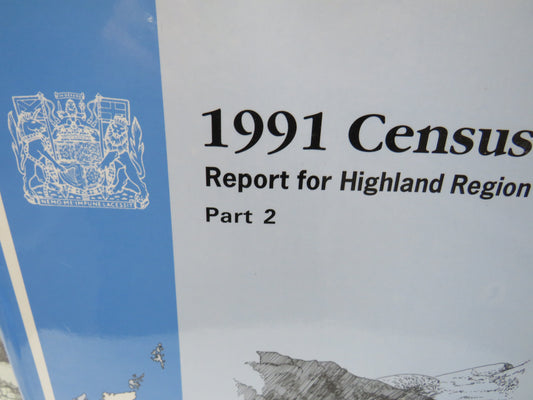 1991 Census
Report for Highland Region
Part 2
NEMO ME IMPUNE LACESSIT